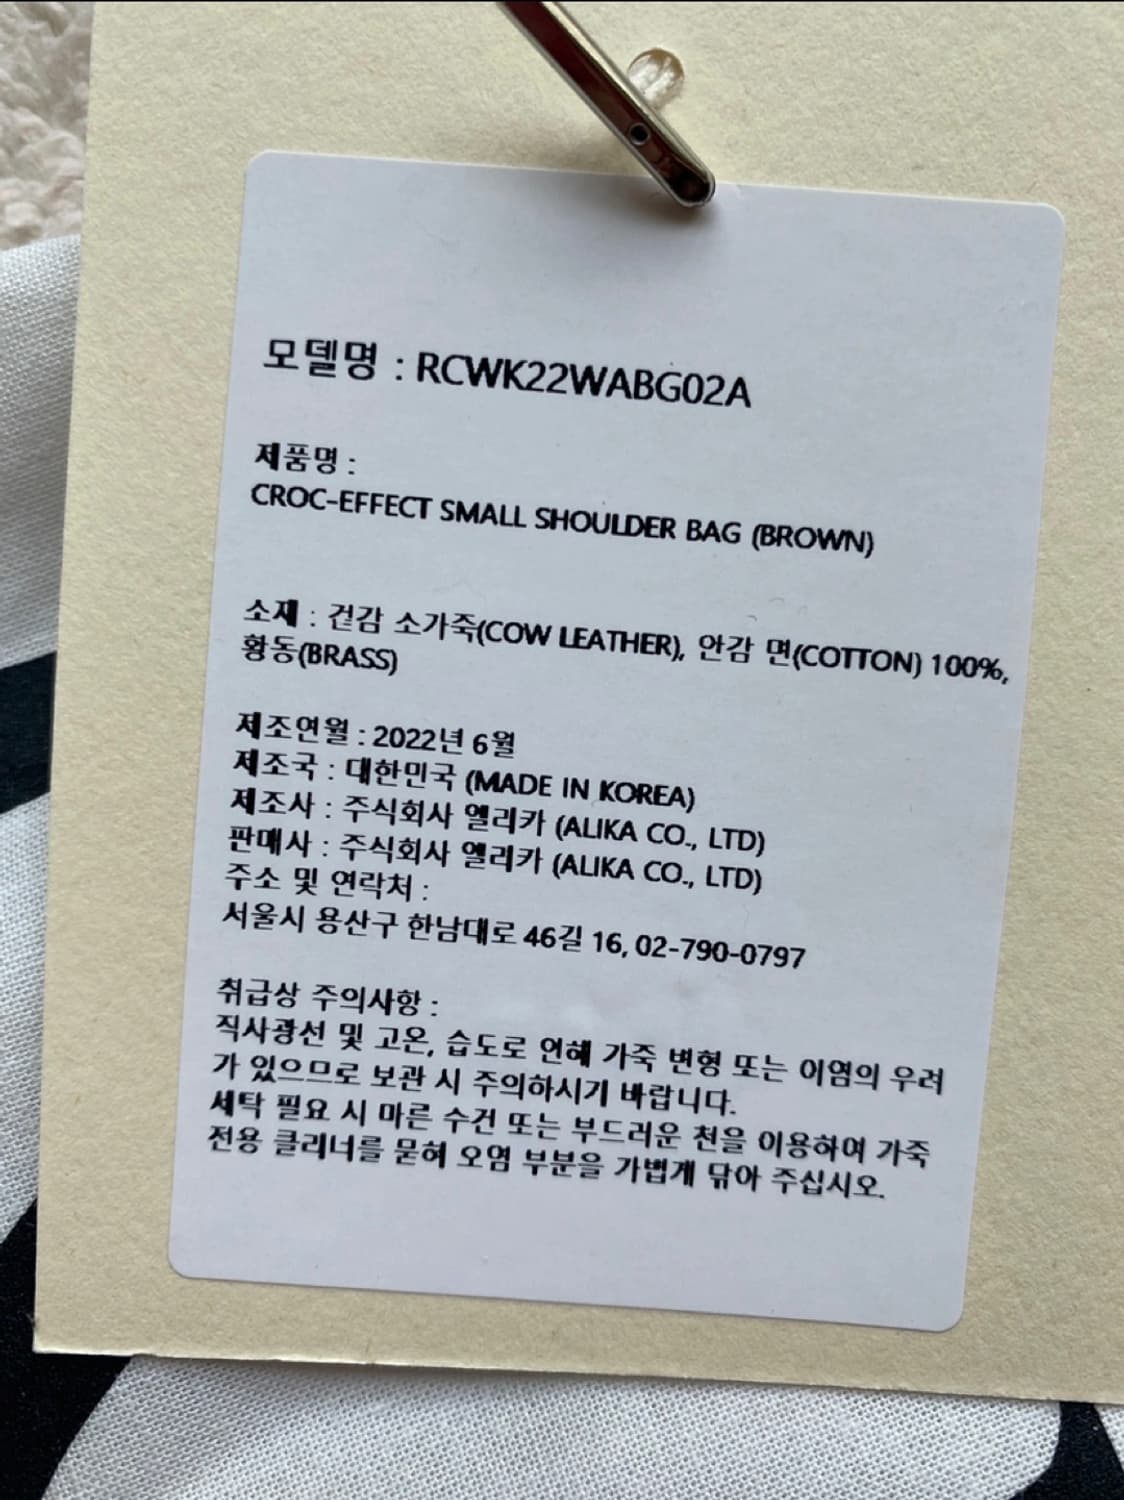 모델명 : RCWK22WABG02A
제품명 :
CROC-EFFECT SMALL SHOULDER BAG (BROWN)
소재 : 겉감 소가죽(COW LEATHER), 안감 면(COTTON) 100%,
황동(BRASS)
제조연월 : 2022년 6월
제조국 : 대한민국 (MADE IN KOREA)
제조사 : 주식회사 엘리카 (ALIKA CO., LTD)
판매사 : 주식회사 엘리카 (ALIKA CO., LTD)
주소 및 연락처 :
서울시 용산구 한남대로 46길 16, 02-790-0797
취급상 주의사항 :
직사광선 및 고온, 습도로 연해 가죽 변형 또는 이염의 우려
가 있으므로 보관 시 주의하시기 바랍니다.
세탁 필요 시 마른 수건 또는 부드러운 천을 이용하여 가죽
전용 클리너를 묻혀 오염 부분을 가볍게 닦아 주십시오.